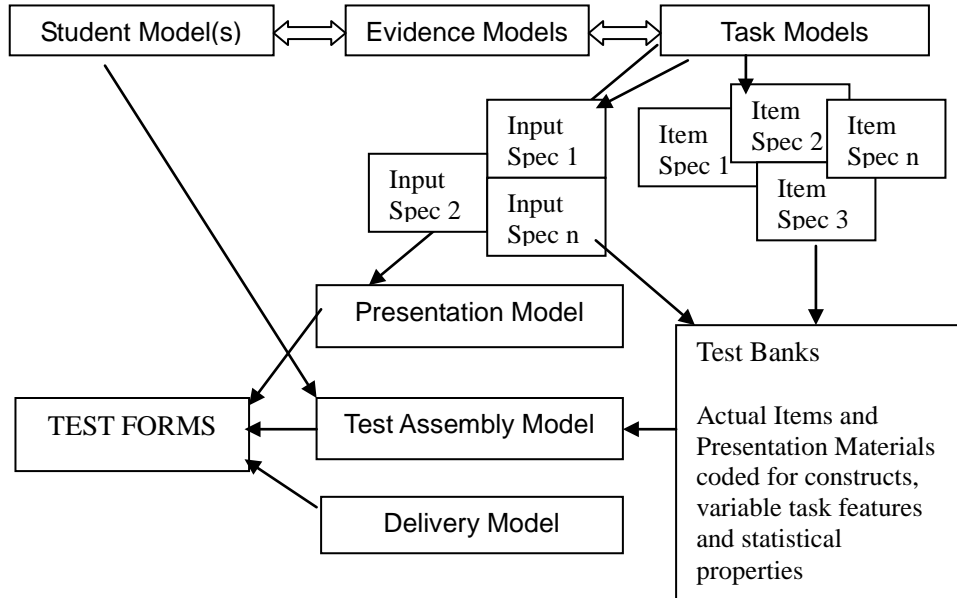 Student Model(s)
Evidence Models
Task Models
Input
Spec 1
Input
Spec 2
Input
Spec n
Item
Spec 1
Item
Spec 2
Item
Spec n
Item
Spec 3
Presentation Model
Test Banks
Actual Items and
Presentation Materials
coded for constructs,
variable task features
and statistical
properties
TEST FORMS
Test Assembly Model
Delivery Model